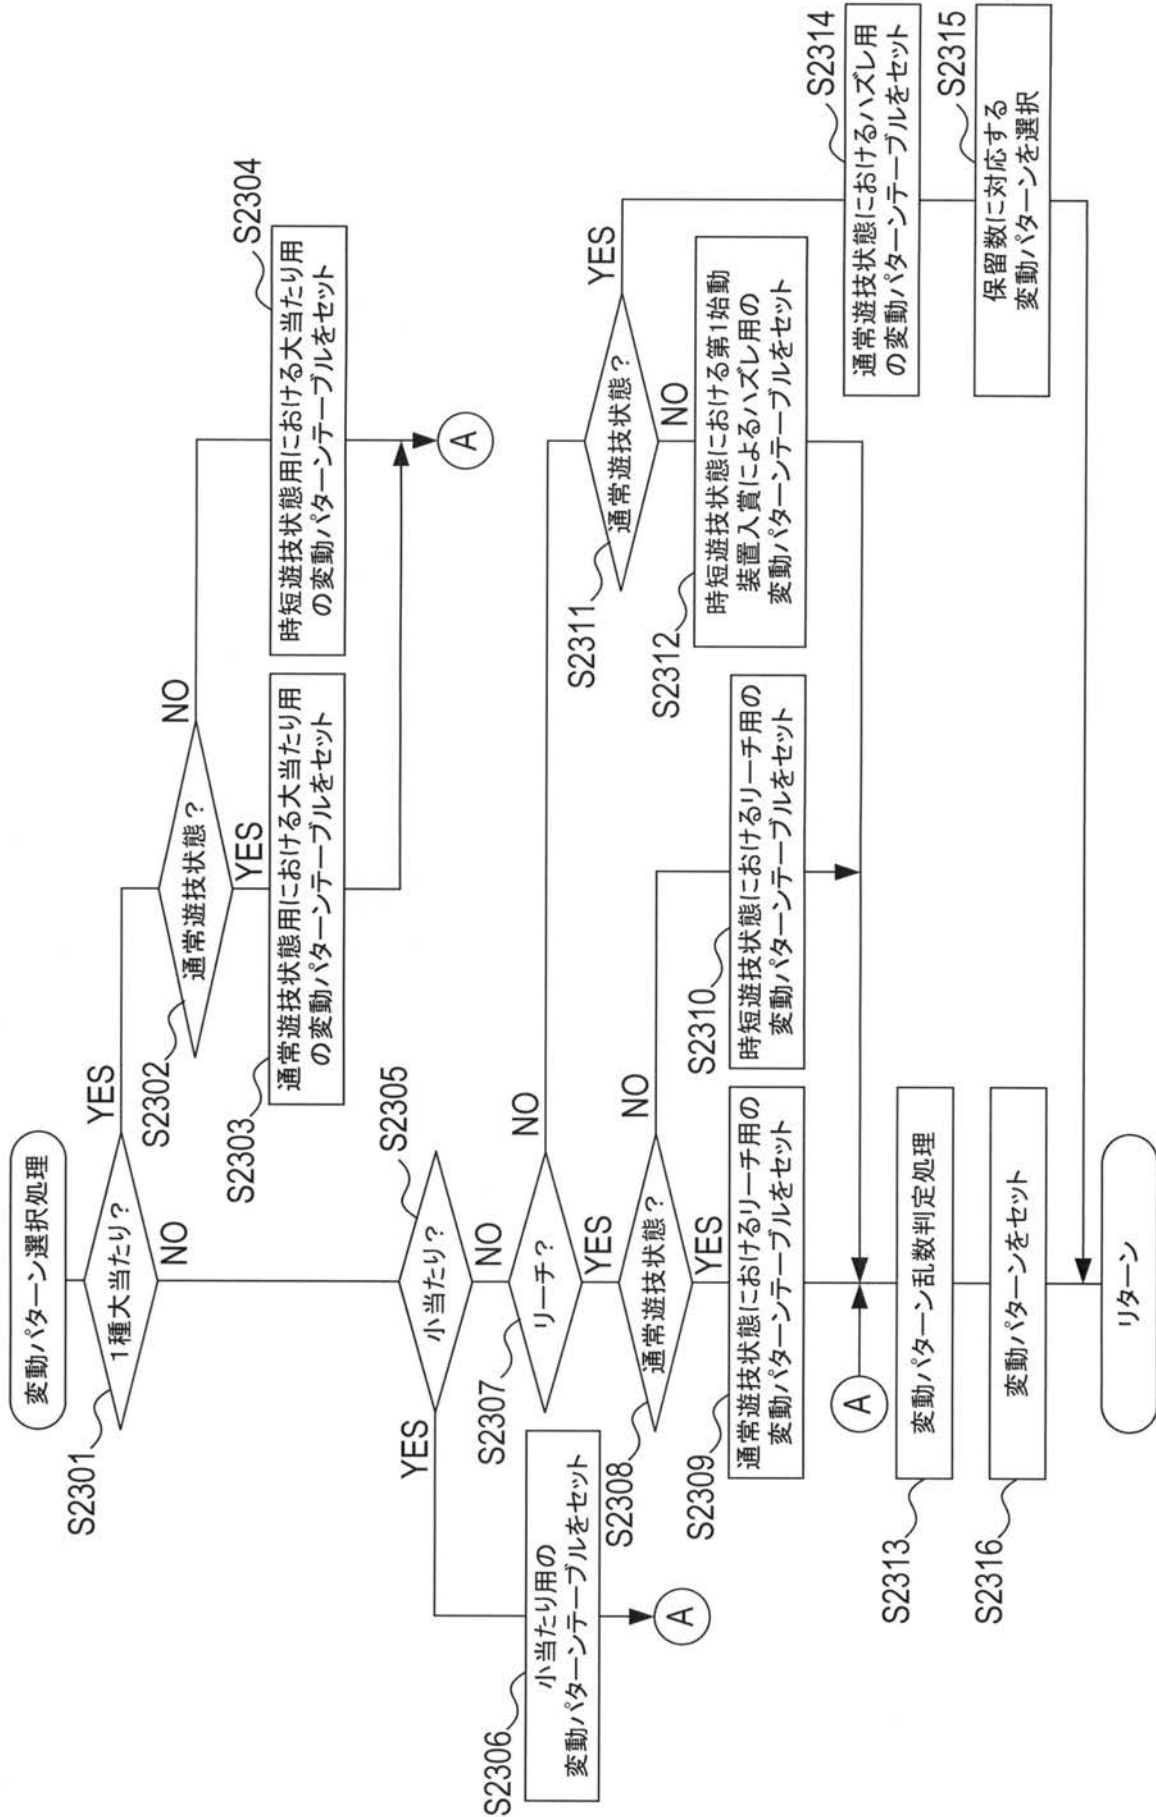 変動パターン選択処理
S2301
1種大当たり?
YES
NO
S2302
通常遊技状態?
NO
YES
S2303
通常遊技状態用における大当たり用
の変動パターンテーブルをセット
S2304
時短遊技状態用における大当たり用
の変動パターンテーブルをセット
A
S2305
小当たり?
YES
NO
S2306
小当たり用の
変動パターンテーブルをセット
A
S2307
リーチ?
NO
YES
S2308
通常遊技状態?
NO
YES
S2309
通常遊技状態におけるリーチ用の
変動パターンテーブルをセット
S2310
時短遊技状態におけるリーチ用の
変動パターンテーブルをセット
S2311
通常遊技状態?
YES
NO
S2312
時短遊技状態における第1始動
装置入賞によるハズレ用の
変動パターンテーブルをセット
S2314
通常遊技状態におけるハズレ用
の変動パターンテーブルをセット
S2315
保留数に対応する
変動パターンを選択
A
S2313
変動パターン乱数判定処理
S2316
変動パターンをセット
リターン